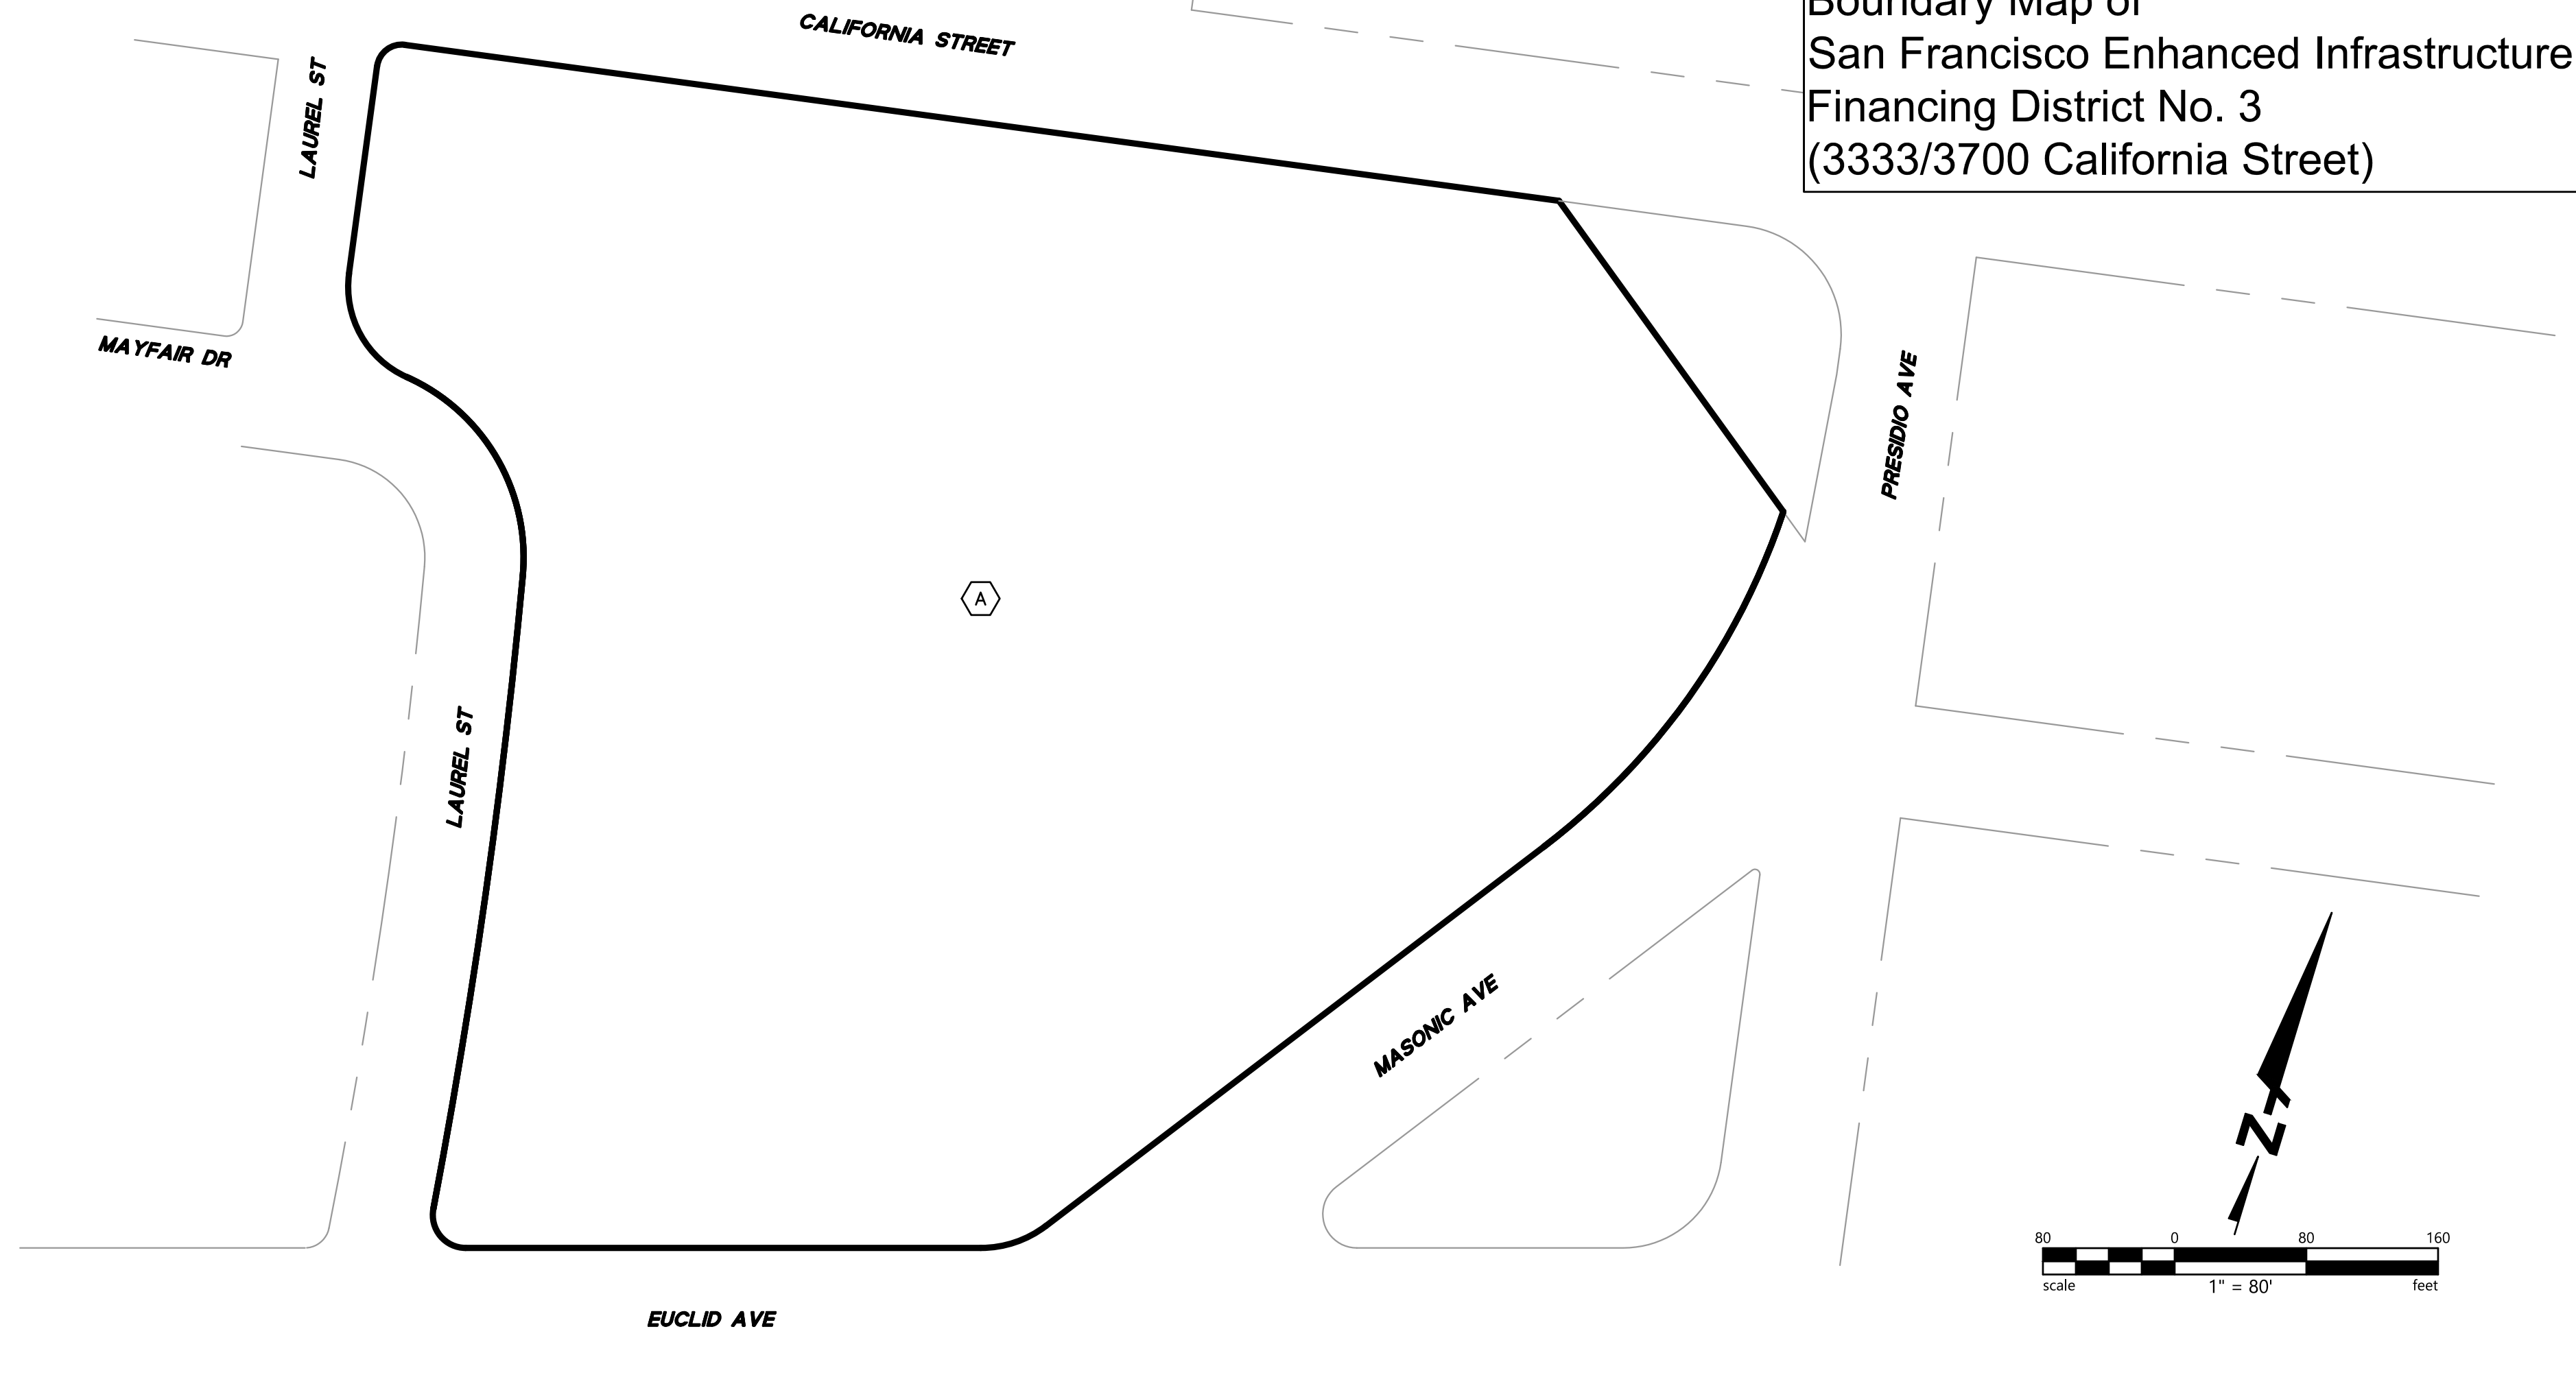 Boundary Map of
San Francisco Enhanced Infrastructure
Financing District No. 3
(3333/3700 California Street)
CALIFORNIA STREET
LAUREL ST
MAYFAIR DR
PRESIDIO AVE
A
LAUREL ST
MASONIC AVE
N
80 0 80 160
scale 1" = 80' feet
EUCLID AVE